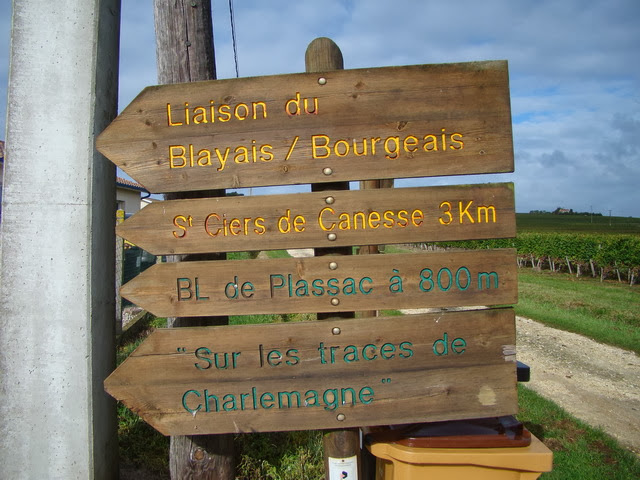 Liaison du
Blayais / Bourgeais
St Ciers de Canesse 3Km
BL de Plassac à 800m
"Sur les traces de
Charlemagne"